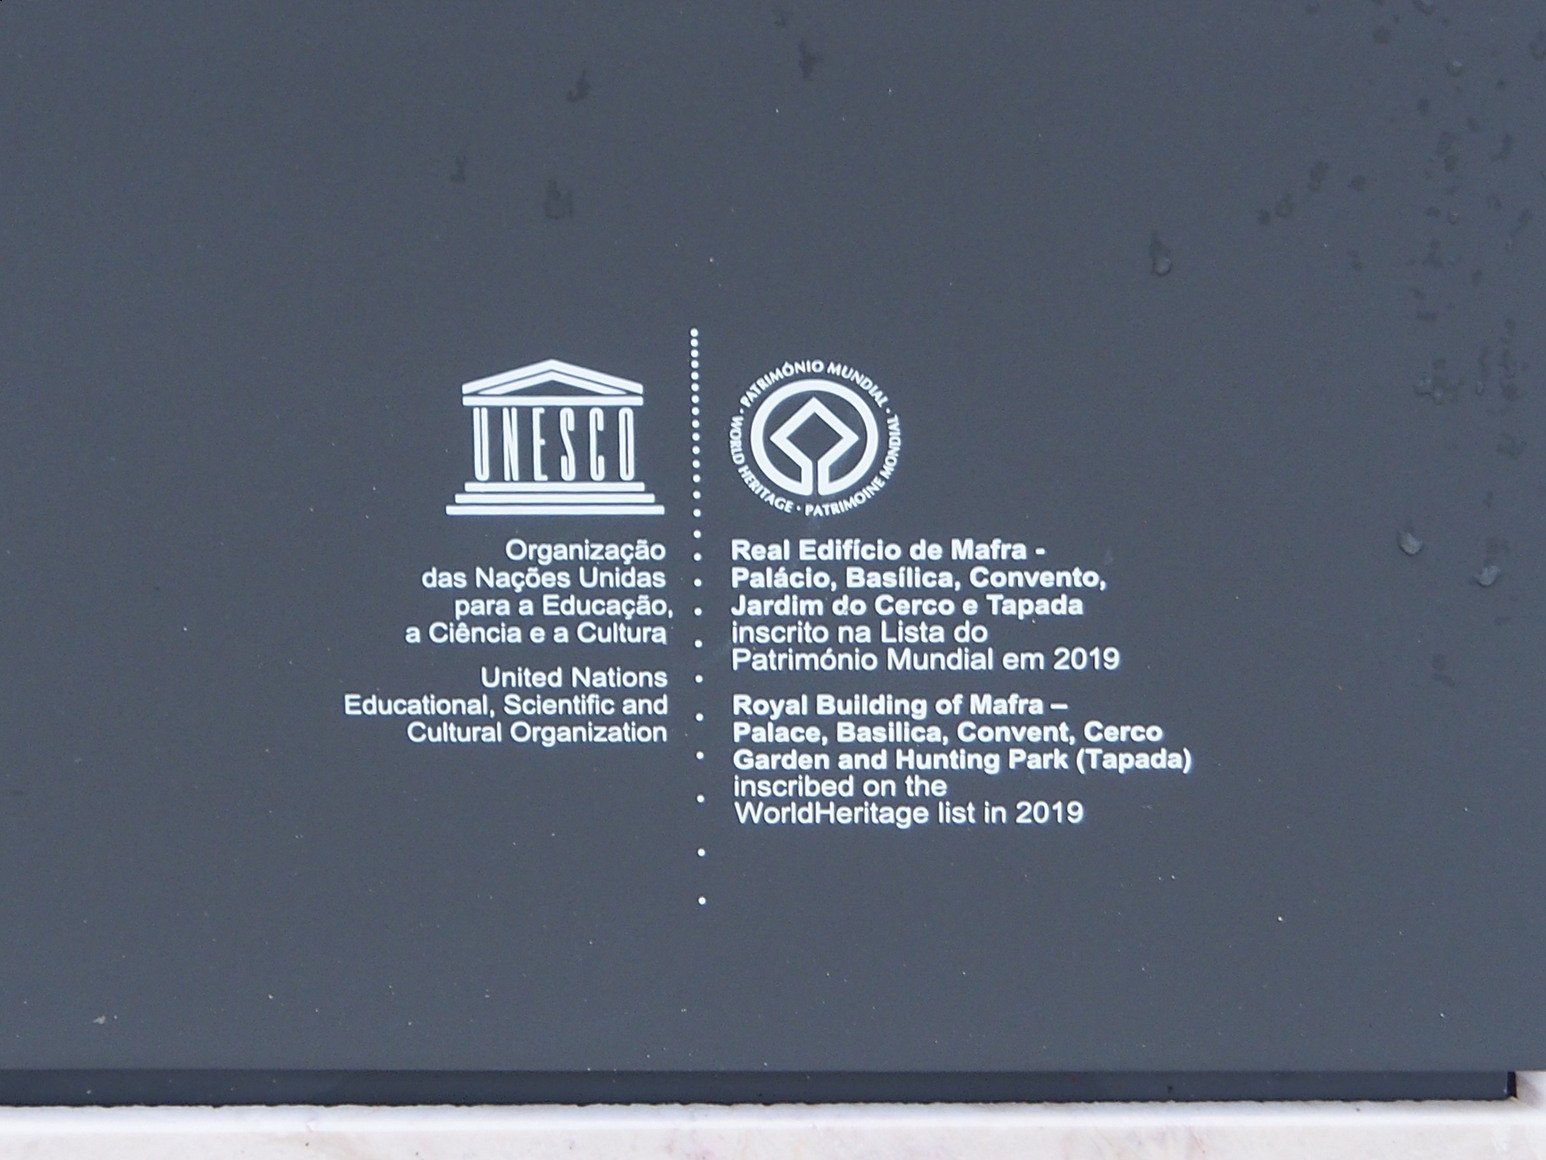 UNESCO
Organização
das Nações Unidas
para a Educação,
a Ciência e a Cultura
United Nations
Educational, Scientific and
Cultural Organization
PATRIMÓNIO MUNDIAL · WORLD HERITAGE · PATRIMOINE MONDIAL ·
Real Edifício de Mafra -
Palácio, Basílica, Convento,
Jardim do Cerco e Tapada
inscrito na Lista do
Património Mundial em 2019
Royal Building of Mafra –
Palace, Basilica, Convent, Cerco
Garden and Hunting Park (Tapada)
inscribed on the
WorldHeritage list in 2019